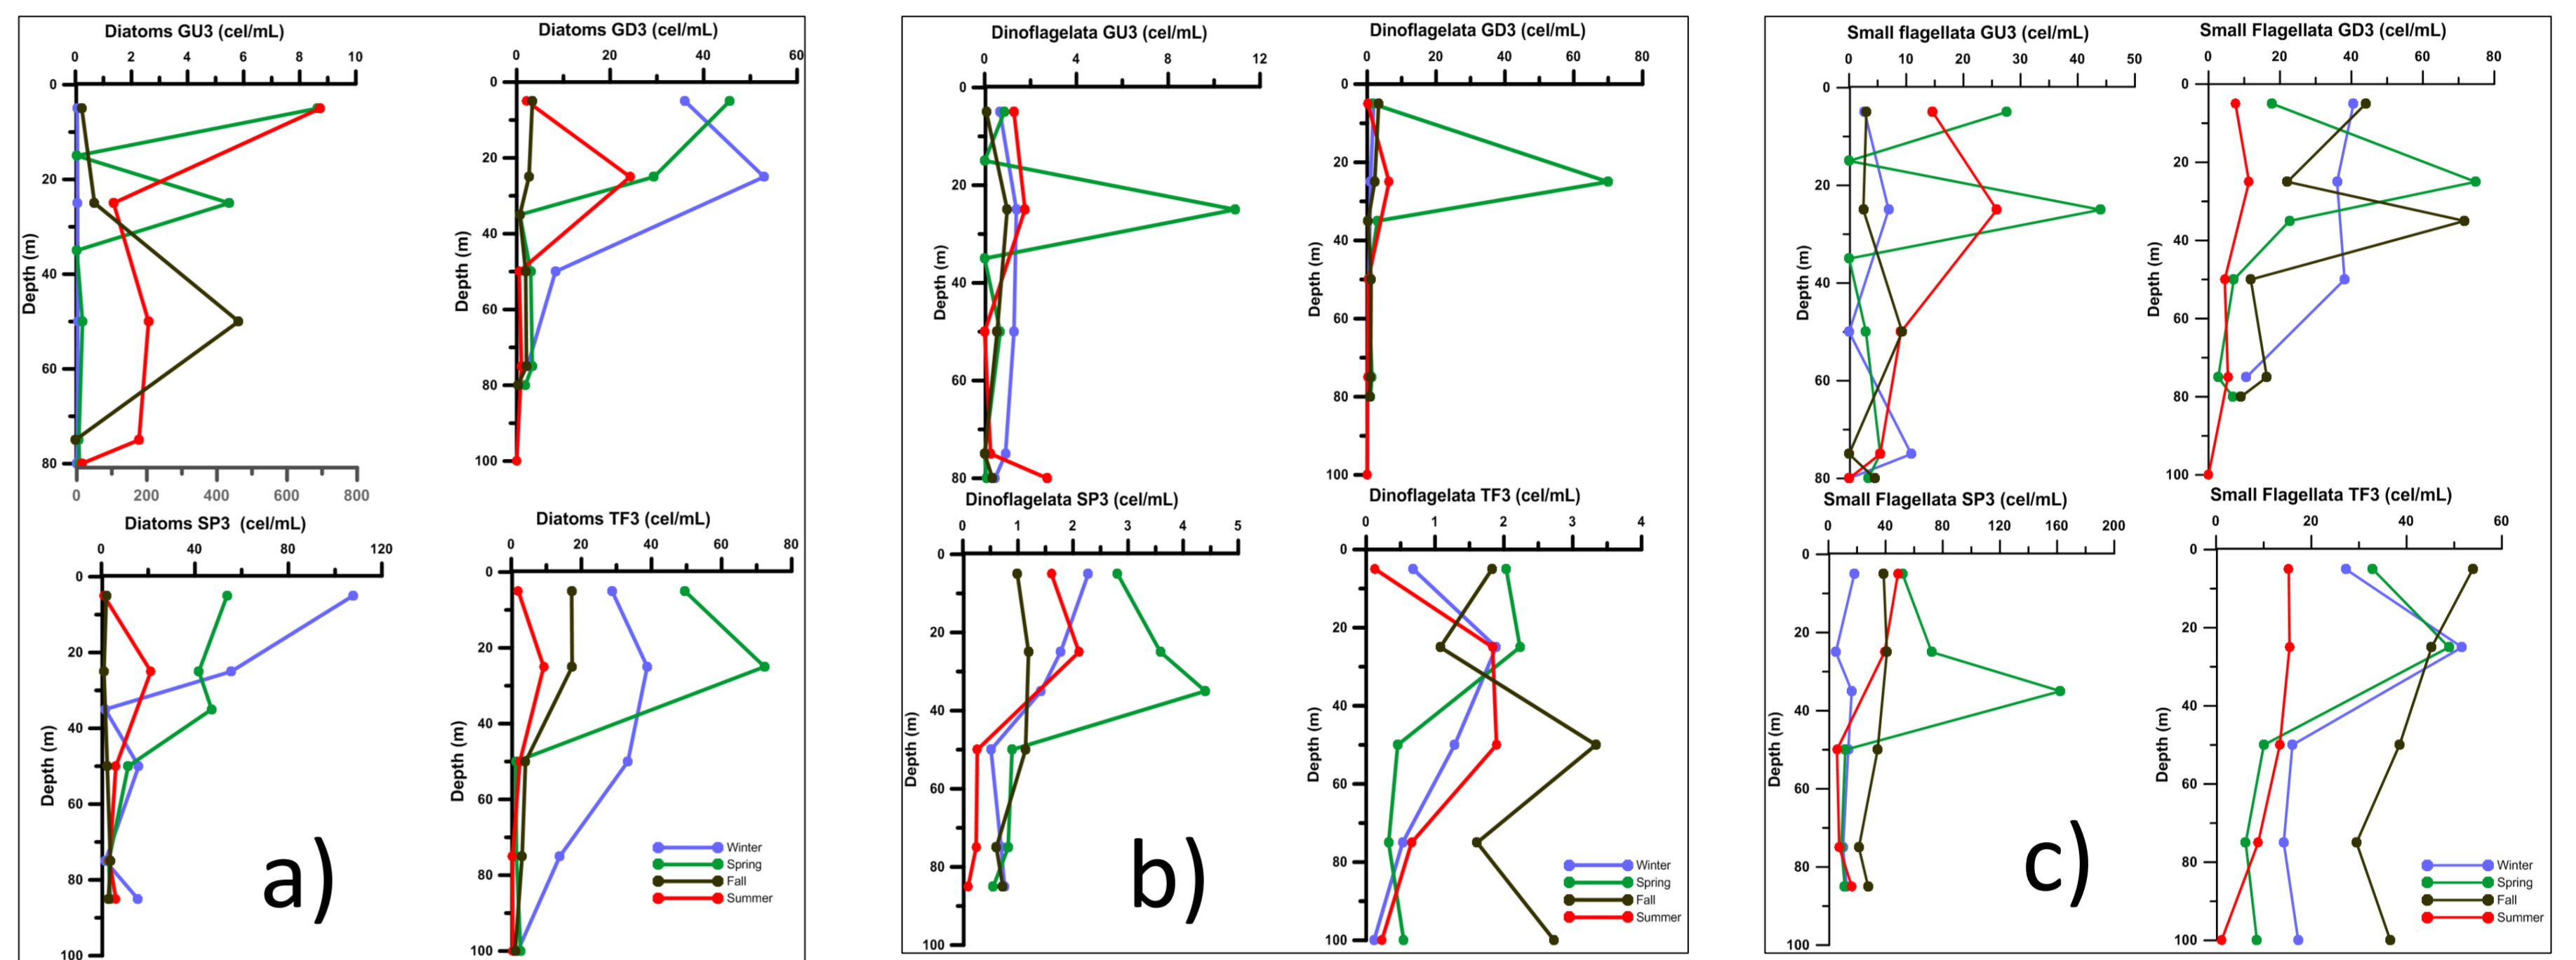 Diatoms GU3 (cel/mL)
0 2 4 6 8 10
0
20
40
60
80
Depth (m)
0 200 400 600 800
Diatoms GD3 (cel/mL)
0 20 40 60
0
20
40
60
80
100
Depth (m)
Diatoms SP3 (cel/mL)
0 40 80 120
0
20
40
60
80
100
Depth (m)
Diatoms TF3 (cel/mL)
0 20 40 60 80
0
20
40
60
80
100
Depth (m)
Winter
Spring
Fall
Summer
a)
Dinoflagelata GU3 (cel/mL)
0 4 8 12
0
20
40
60
80
Depth (m)
Dinoflagelata GD3 (cel/mL)
0 20 40 60 80
0
20
40
60
80
100
Depth (m)
Dinoflagelata SP3 (cel/mL)
0 1 2 3 4 5
0
20
40
60
80
100
Depth (m)
Dinoflagelata TF3 (cel/mL)
0 1 2 3 4
0
20
40
60
80
100
Depth (m)
Winter
Spring
Fall
Summer
b)
Small flagellata GU3 (cel/mL)
0 10 20 30 40 50
0
20
40
60
80
Depth (m)
Small Flagellata GD3 (cel/mL)
0 20 40 60 80
0
20
40
60
80
100
Depth (m)
Small Flagellata SP3 (cel/mL)
0 40 80 120 160 200
0
20
40
60
80
100
Depth (m)
Small Flagellata TF3 (cel/mL)
0 20 40 60
0
20
40
60
80
100
Depth (m)
Winter
Spring
Fall
Summer
c)